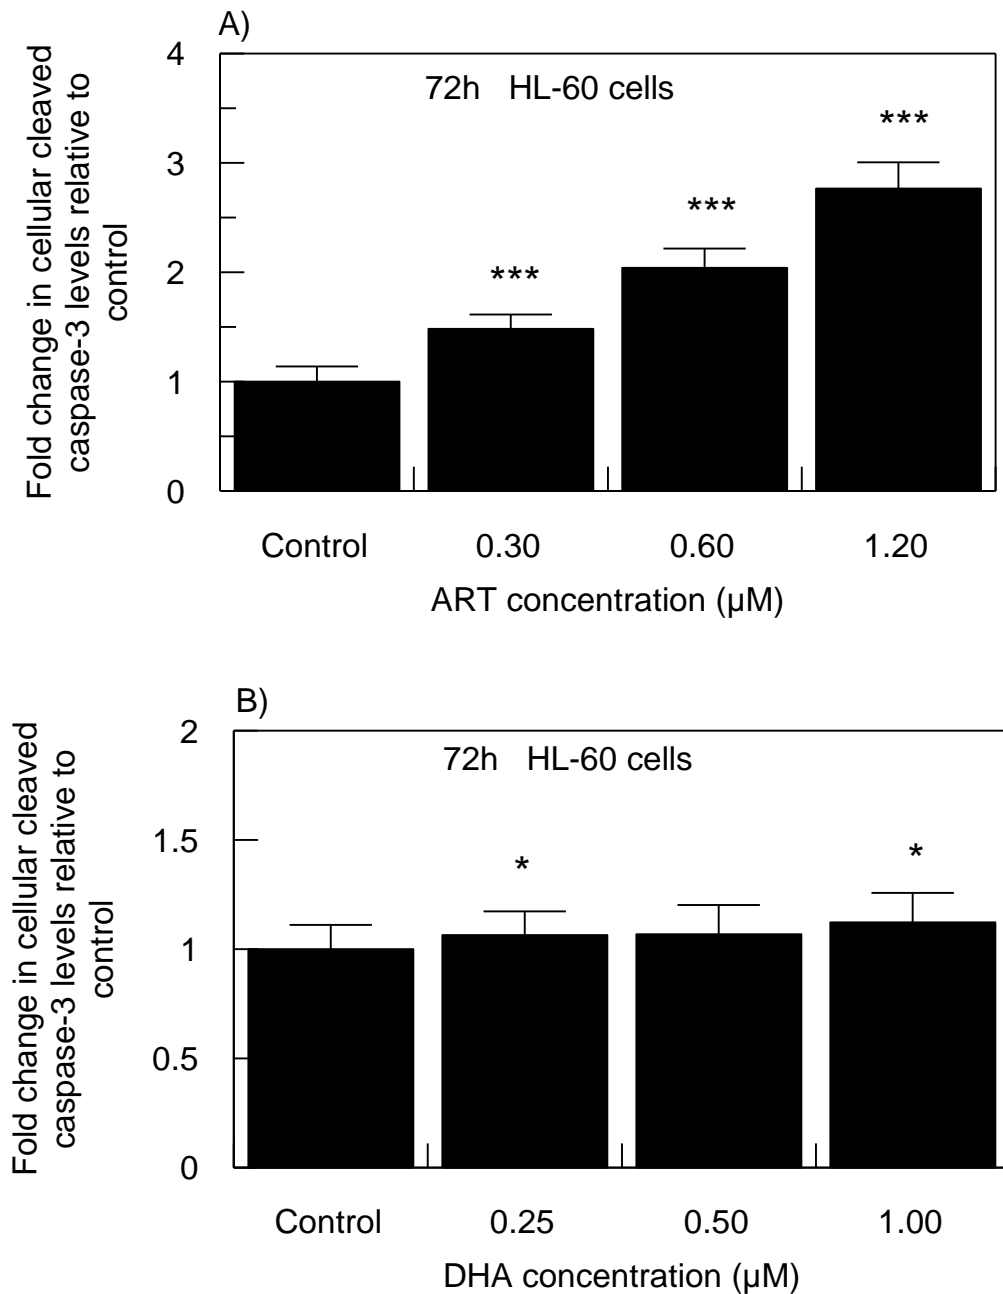 A)
Fold change in cellular cleaved
caspase-3 levels relative to
control
4
3
2
1
0
72h HL-60 cells
***
***
***
Control 0.30 0.60 1.20
ART concentration (µM)
B)
Fold change in cellular cleaved
caspase-3 levels relative to
control
2
1.5
1
0.5
0
72h HL-60 cells
* *
Control 0.25 0.50 1.00
DHA concentration (µM)